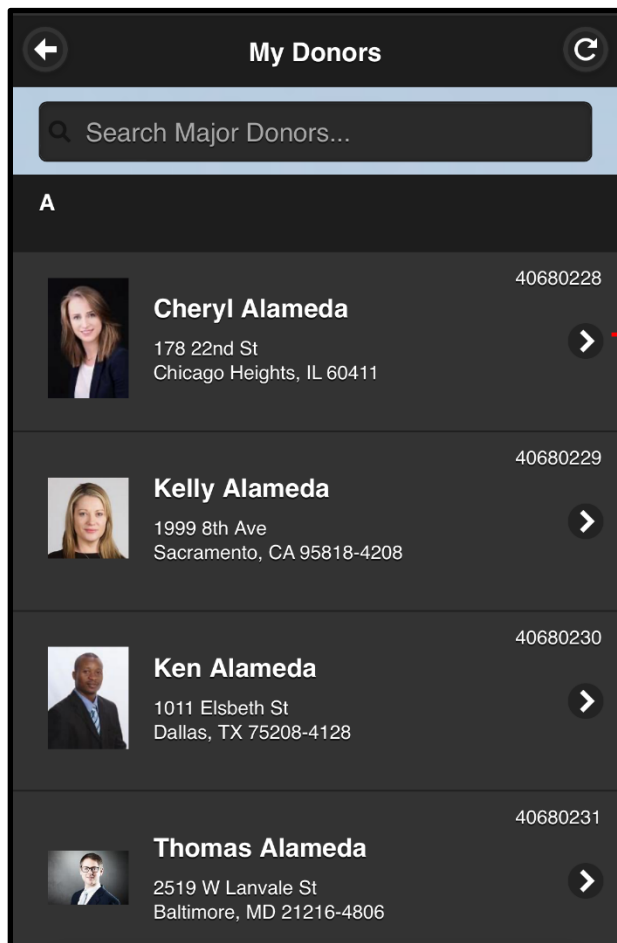 My Donors
Search Major Donors...
A
40680228
Cheryl Alameda
178 22nd St
Chicago Heights, IL 60411
40680229
Kelly Alameda
1999 8th Ave
Sacramento, CA 95818-4208
40680230
Ken Alameda
1011 Elsbeth St
Dallas, TX 75208-4128
40680231
Thomas Alameda
2519 W Lanvale St
Baltimore, MD 21216-4806